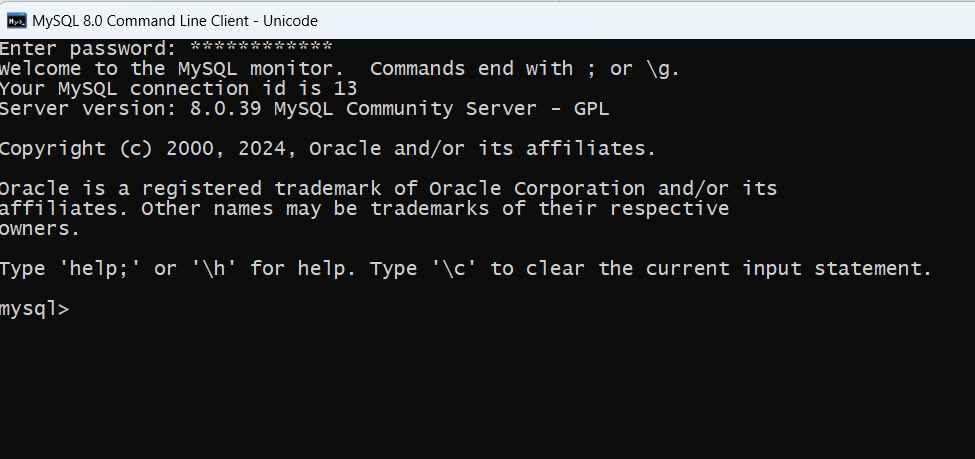 MySQL 8.0 Command Line Client - Unicode
Enter password: ************
Welcome to the MySQL monitor.  Commands end with ; or \g.
Your MySQL connection id is 13
Server version: 8.0.39 MySQL Community Server - GPL
Copyright (c) 2000, 2024, Oracle and/or its affiliates.
Oracle is a registered trademark of Oracle Corporation and/or its
affiliates. Other names may be trademarks of their respective
owners.
Type 'help;' or '\h' for help. Type '\c' to clear the current input statement.
mysql>